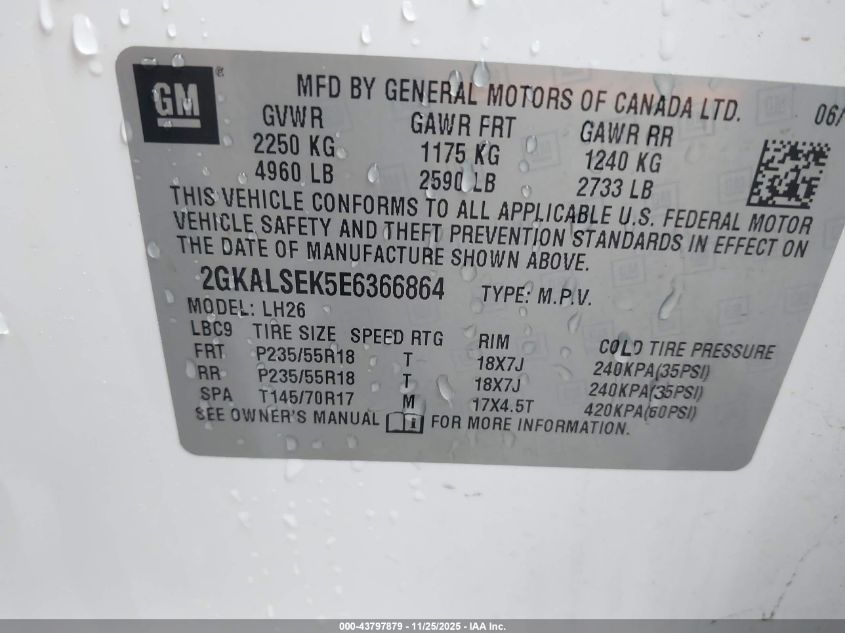 GM ®
MFD BY GENERAL MOTORS OF CANADA LTD. 06/
GVWR GAWR FRT GAWR RR
2250 KG 1175 KG 1240 KG
4960 LB 2590 LB 2733 LB
THIS VEHICLE CONFORMS TO ALL APPLICABLE U.S. FEDERAL MOTOR
VEHICLE SAFETY AND THEFT PREVENTION STANDARDS IN EFFECT ON
THE DATE OF MANUFACTURE SHOWN ABOVE.
2GKALSEK5E6366864 TYPE: M.P.V.
MODEL: LH26
LBC9 TIRE SIZE SPEED RTG RIM COLD TIRE PRESSURE
FRT P235/55R18 T 18X7J 240KPA(35PSI)
RR P235/55R18 T 18X7J 240KPA(35PSI)
SPA T145/70R17 M 17X4.5T 420KPA(60PSI)
SEE OWNER'S MANUAL i FOR MORE INFORMATION.
000-43797879 - 11/25/2025 - IAA Inc.